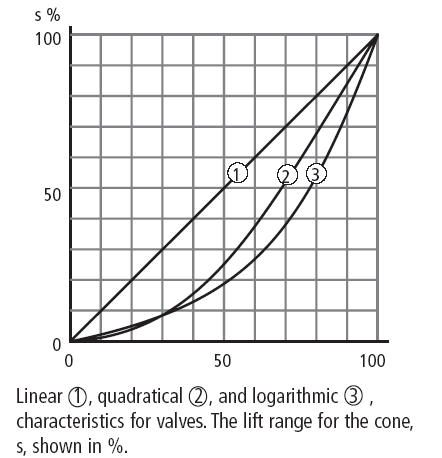 s %
100
50
0
0 50 100
1 2 3
Linear ①, quadratical ②, and logarithmic ③ ,
characteristics for valves. The lift range for the cone,
s, shown in %.